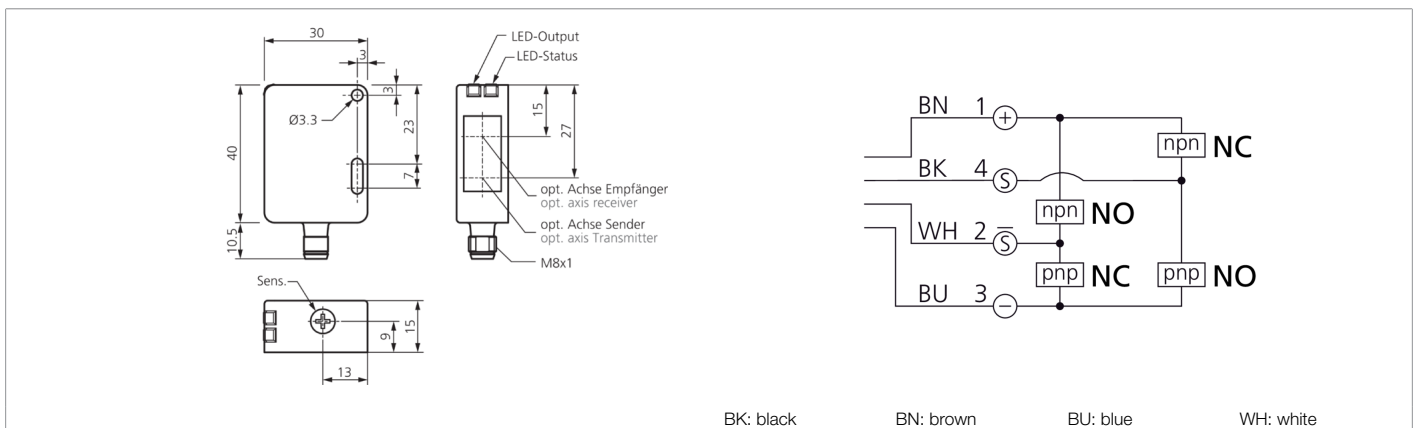 30
3
3
Ø3.3
23
40
7
10.5
LED-Output
LED-Status
15
27
opt. Achse Empfänger
opt. axis receiver
opt. Achse Sender
opt. axis Transmitter
M8x1
Sens.
9
15
13
BN 1 +
npn NC
BK 4 S
npn NO
WH 2 S̅
pnp NC
pnp NO
BU 3 −
BK: black BN: brown BU: blue WH: white